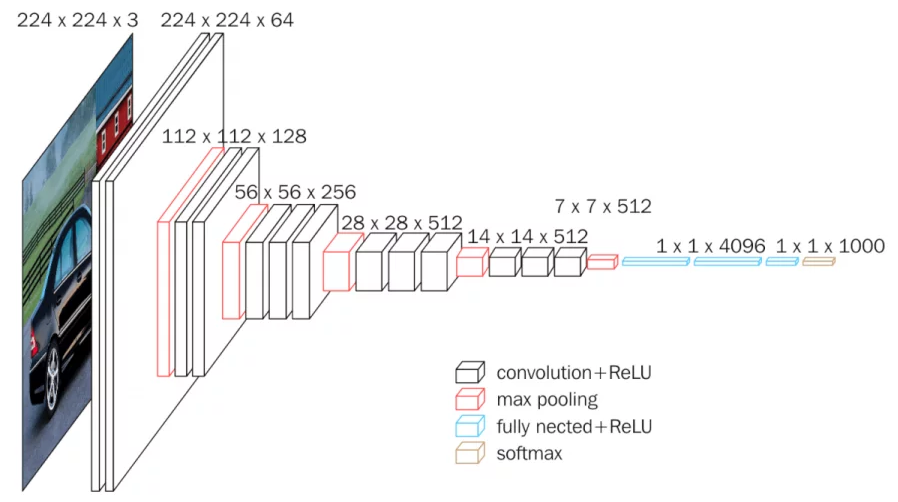 224 x 224 x 3
224 x 224 x 64
112 x 112 x 128
56 x 56 x 256
28 x 28 x 512
14 x 14 x 512
7 x 7 x 512
1 x 1 x 4096
1 x 1 x 1000
convolution+ReLU
max pooling
fully nected+ReLU
softmax